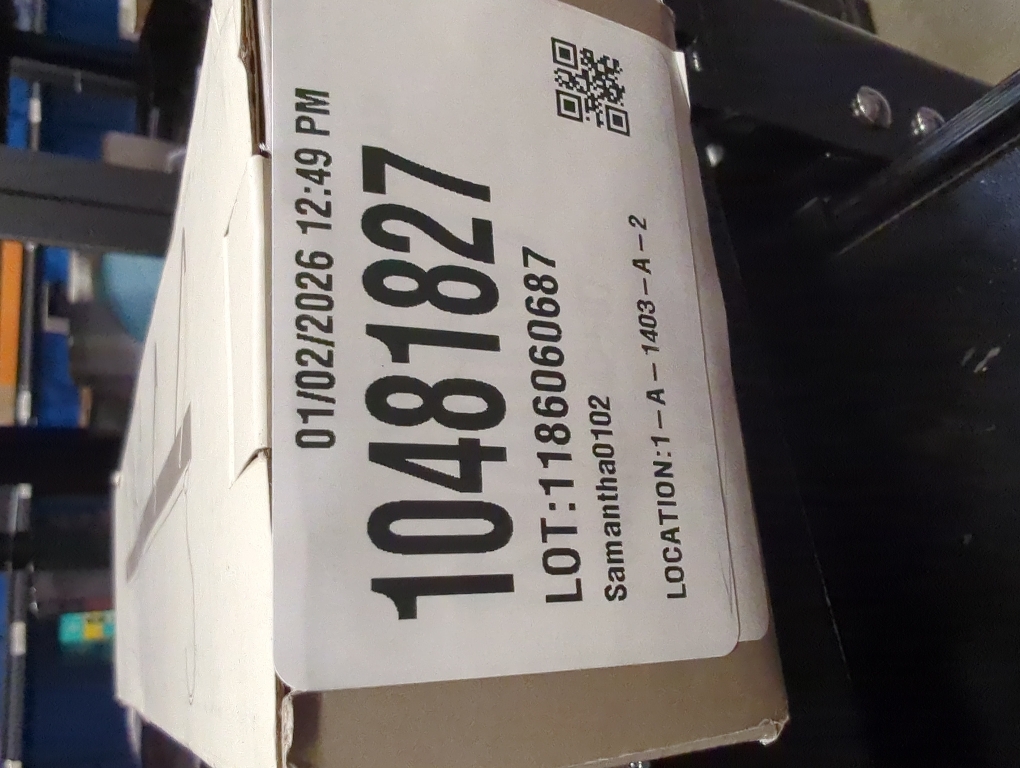 01/02/2026 12:49 PM
10481827
LOT:1186060687
Samantha0102
LOCATION:1-A-1403-A-2